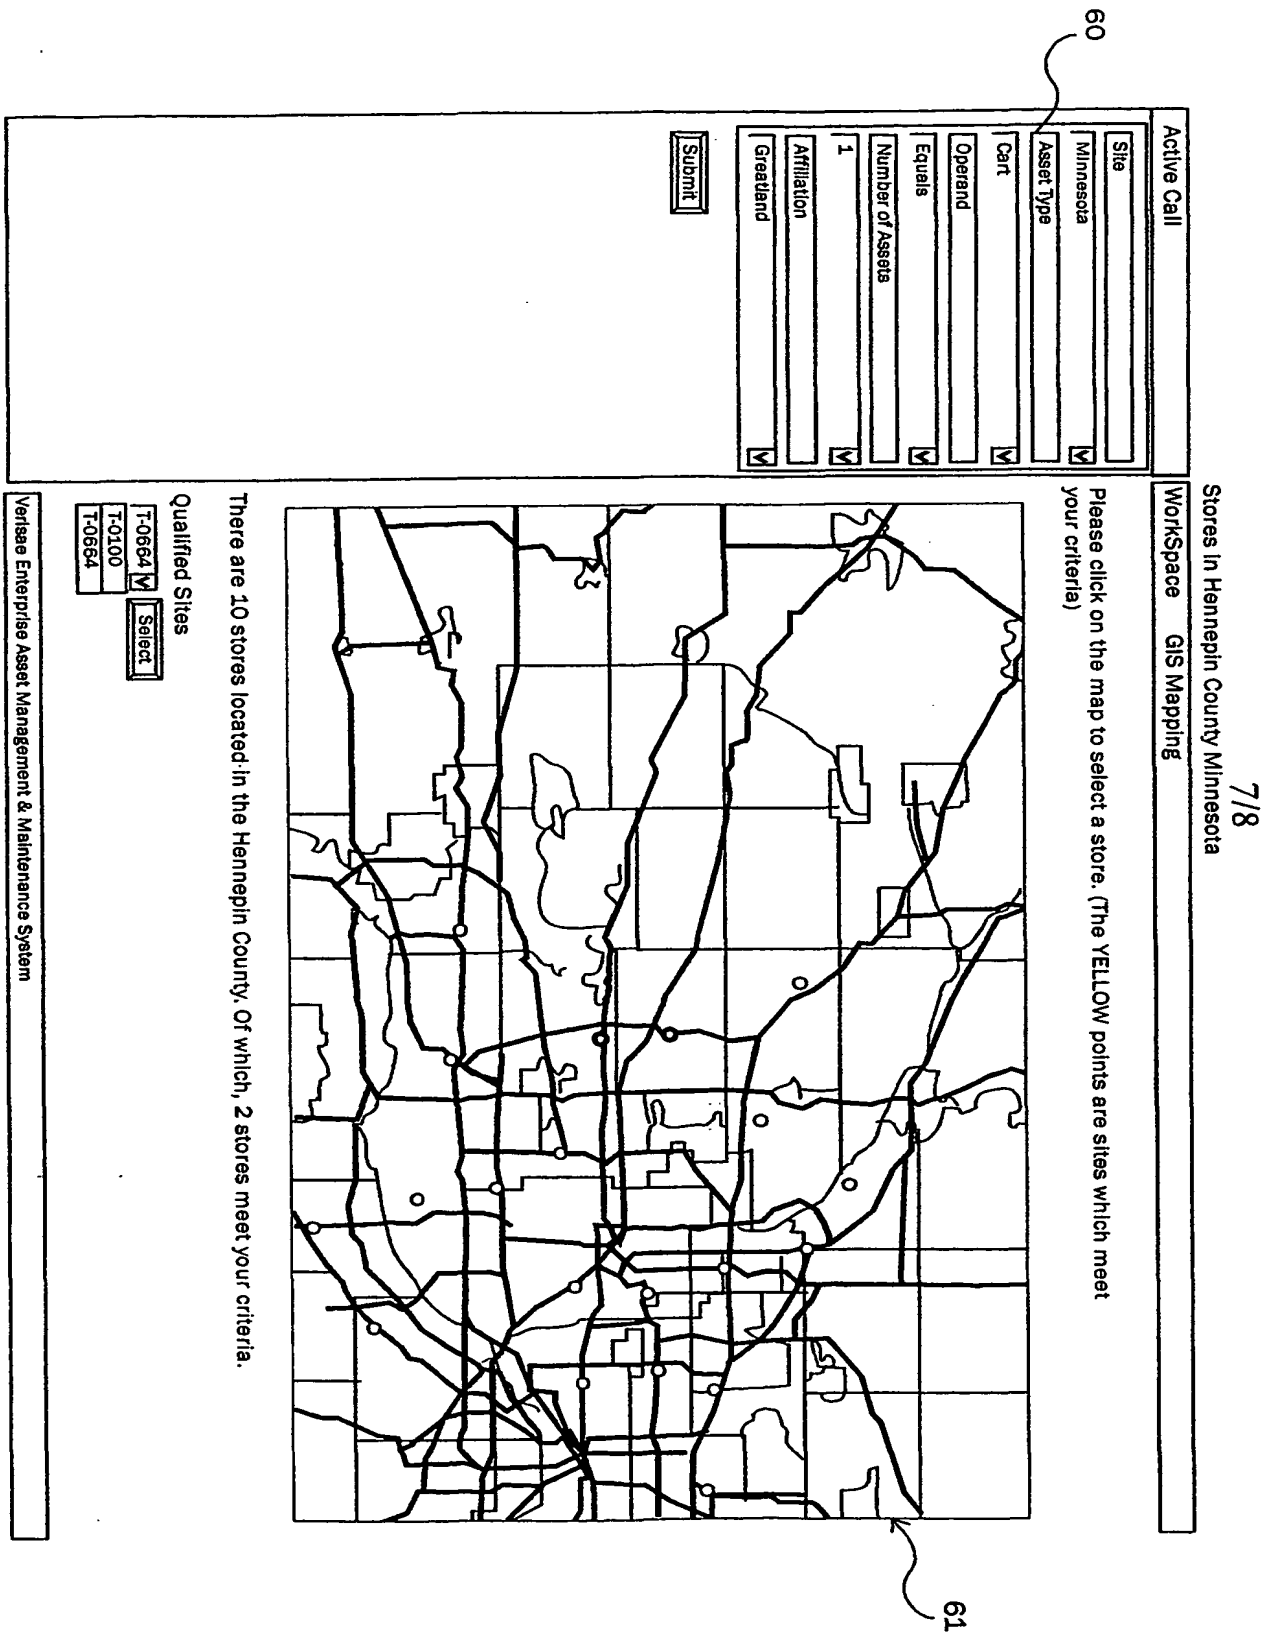 7/8
Stores in Hennepin County Minnesota
Active Call
WorkSpace GIS Mapping
60
Site
Minnesota
Asset Type
Cart
Operand
Equals
Number of Assets
1
Affiliation
Greatland
Submit
Please click on the map to select a store. (The YELLOW points are sites which meet
your criteria)
61
There are 10 stores located in the Hennepin County. Of which, 2 stores meet your criteria.
Qualified Sites
T-0664 Select
T-0100
T-0664
Verisae Enterprise Asset Management & Maintenance System